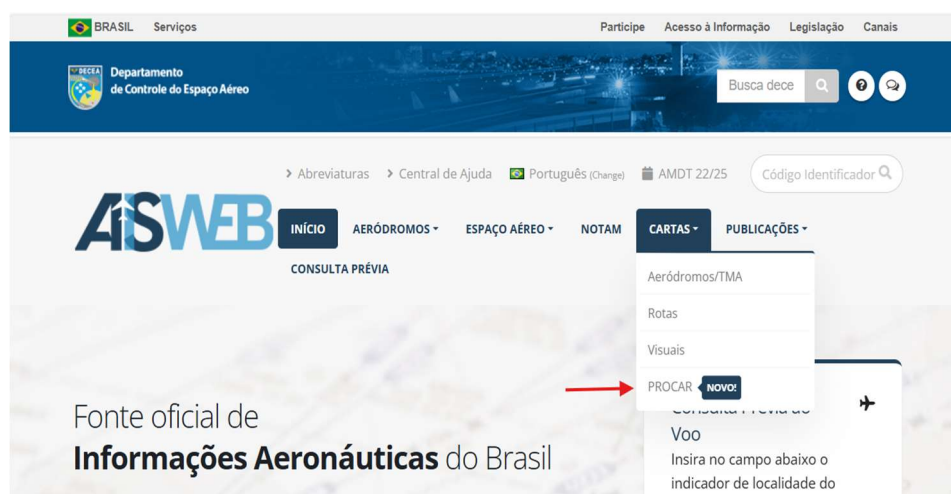 BRASIL Serviços Participe Acesso à Informação Legislação Canais
DECEA
Departamento
de Controle do Espaço Aéreo
Busca dece
Abreviaturas Central de Ajuda Português (Change) AMDT 22/25 Código Identificador
AISWEB
INÍCIO AERÓDROMOS ESPAÇO AÉREO NOTAM CARTAS PUBLICAÇÕES
CONSULTA PRÉVIA
Aeródromos/TMA
Rotas
Visuais
PROCAR NOVO!
Fonte oficial de
Informações Aeronáuticas do Brasil
Consulta Prévia ao
Voo
Insira no campo abaixo o
indicador de localidade do